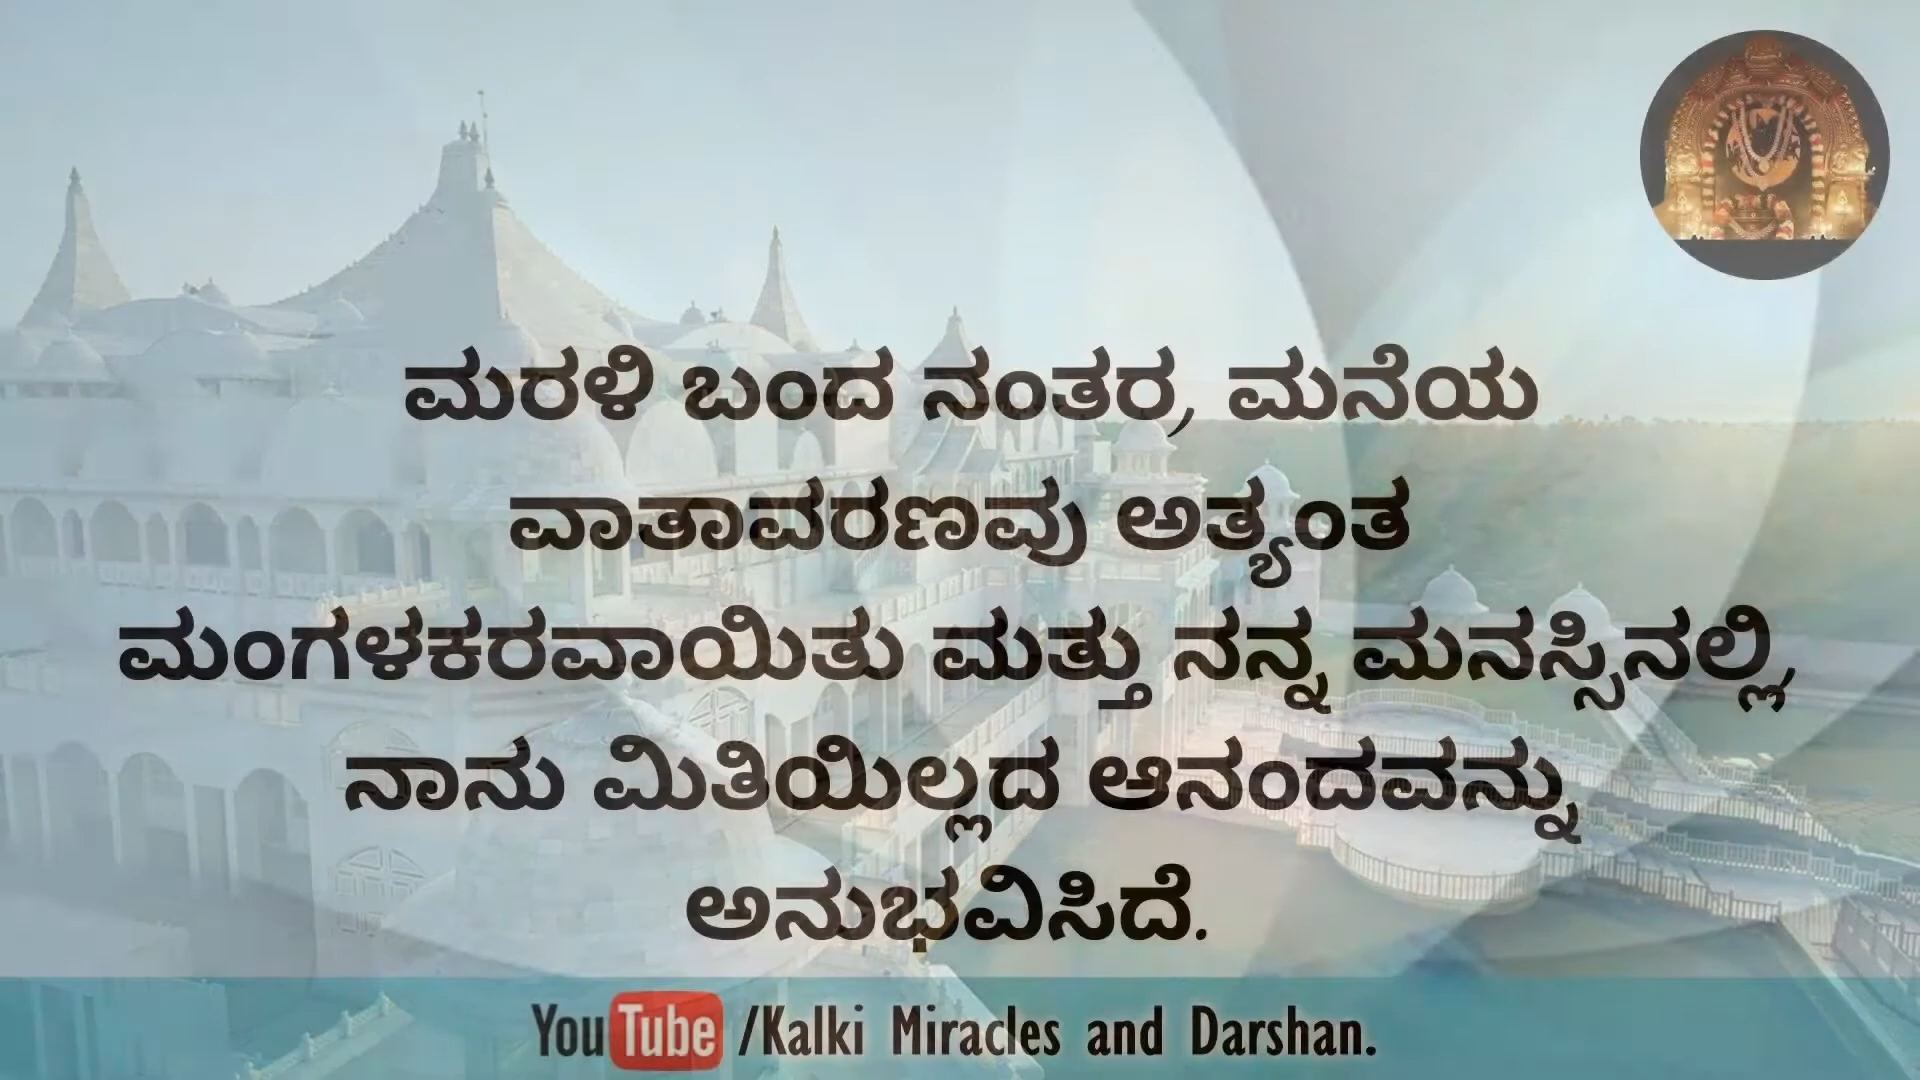 ಮರಳಿ ಬಂದ ನಂತರ, ಮನೆಯ
ವಾತಾವರಣವು ಅತ್ಯಂತ
ಮಂಗಳಕರವಾಯಿತು ಮತ್ತು ನನ್ನ ಮನಸ್ಸಿನಲ್ಲಿ,
ನಾನು ಮಿತಿಯಿಲ್ಲದ ಆನಂದವನ್ನು
ಅನುಭವಿಸಿದೆ.
YouTube /Kalki Miracles and Darshan.